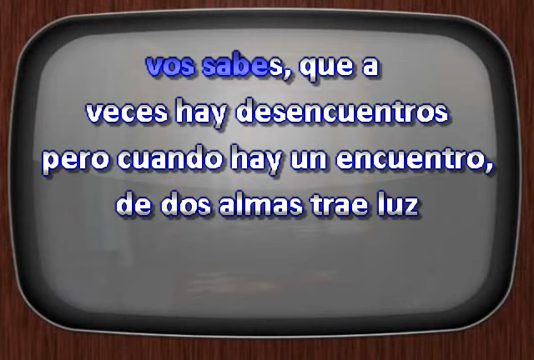 vos sabes, que a
veces hay desencuentros
pero cuando hay un encuentro,
de dos almas trae luz